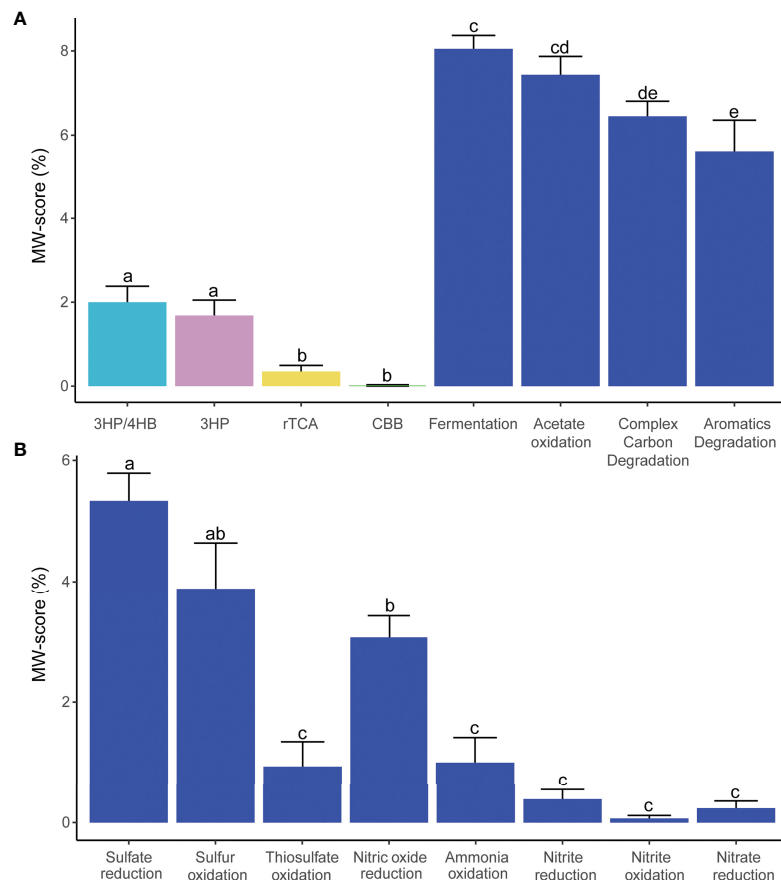 A
MW-score (%)
8
6
4
2
0
a
a
b
b
c
cd
de
e
3HP/4HB
3HP
rTCA
CBB
Fermentation
Acetate
oxidation
Complex
Carbon
Degradation
Aromatics
Degradation
B
MW-score (%)
6
4
2
0
a
ab
c
b
c
c
c
c
Sulfate
reduction
Sulfur
oxidation
Thiosulfate
oxidation
Nitric oxide
reduction
Ammonia
oxidation
Nitrite
reduction
Nitrite
oxidation
Nitrate
reduction